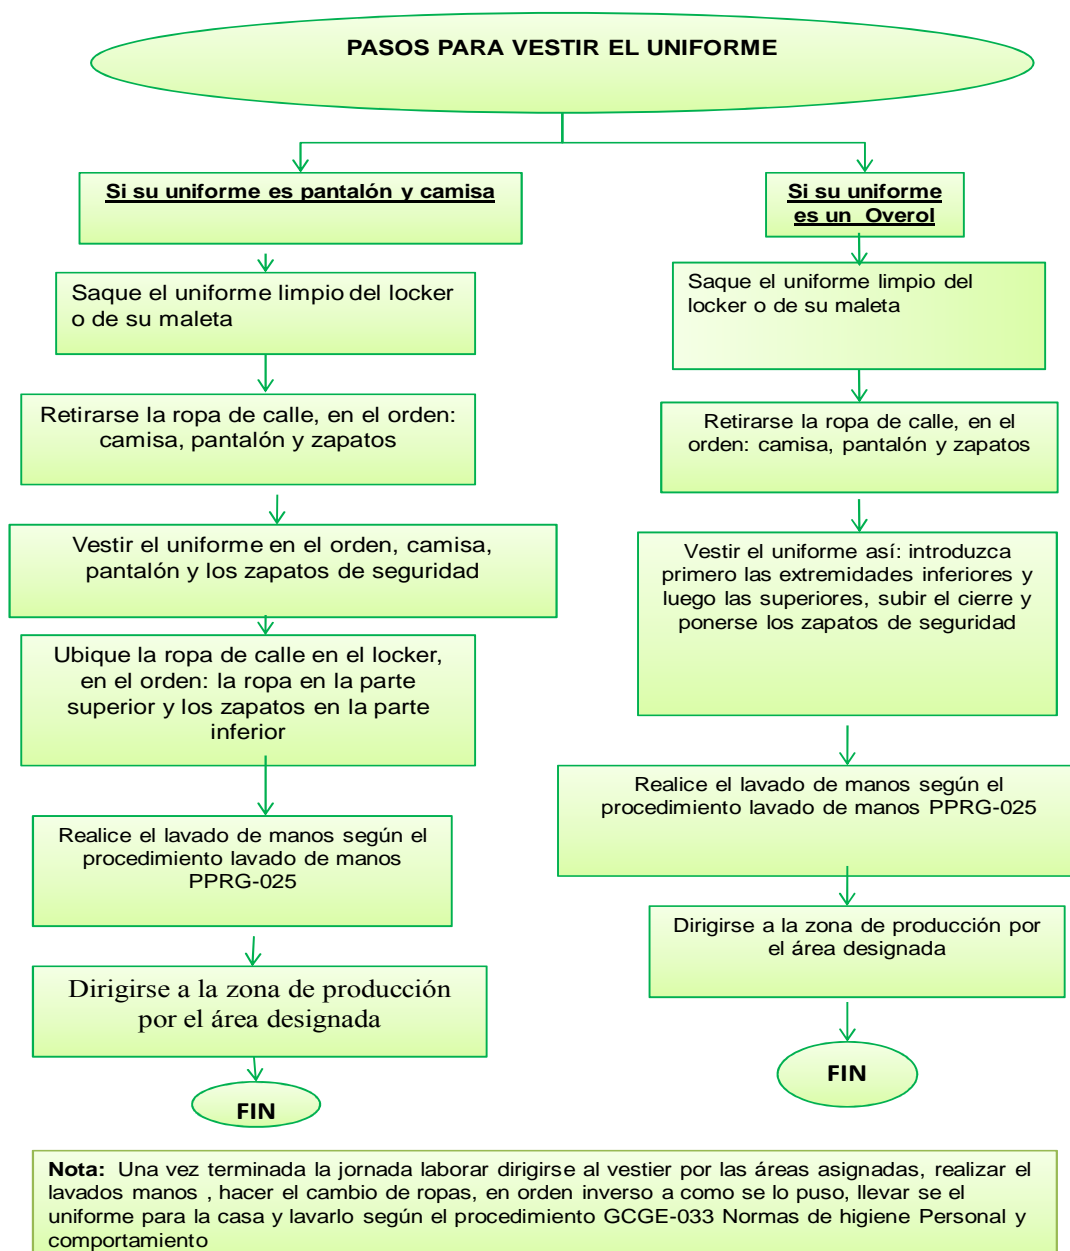 PASOS PARA VESTIR EL UNIFORME
Si su uniforme es pantalón y camisa
Saque el uniforme limpio del locker
o de su maleta
Retirarse la ropa de calle, en el orden:
camisa, pantalón y zapatos
Vestir el uniforme en el orden, camisa,
pantalón y los zapatos de seguridad
Ubique la ropa de calle en el locker,
en el orden: la ropa en la parte
superior y los zapatos en la parte
inferior
Realice el lavado de manos según el
procedimiento lavado de manos
PPRG-025
Dirigirse a la zona de producción
por el área designada
FIN
Si su uniforme
es un Overol
Saque el uniforme limpio del
locker o de su maleta
Retirarse la ropa de calle, en el
orden: camisa, pantalón y zapatos
Vestir el uniforme así: introduzca
primero las extremidades inferiores y
luego las superiores, subir el cierre y
ponerse los zapatos de seguridad
Realice el lavado de manos según el
procedimiento lavado de manos PPRG-025
Dirigirse a la zona de producción por
el área designada
FIN
Nota: Una vez terminada la jornada laborar dirigirse al vestier por las áreas asignadas, realizar el
lavados manos , hacer el cambio de ropas, en orden inverso a como se lo puso, llevar se el
uniforme para la casa y lavarlo según el procedimiento GCGE-033 Normas de higiene Personal y
comportamiento